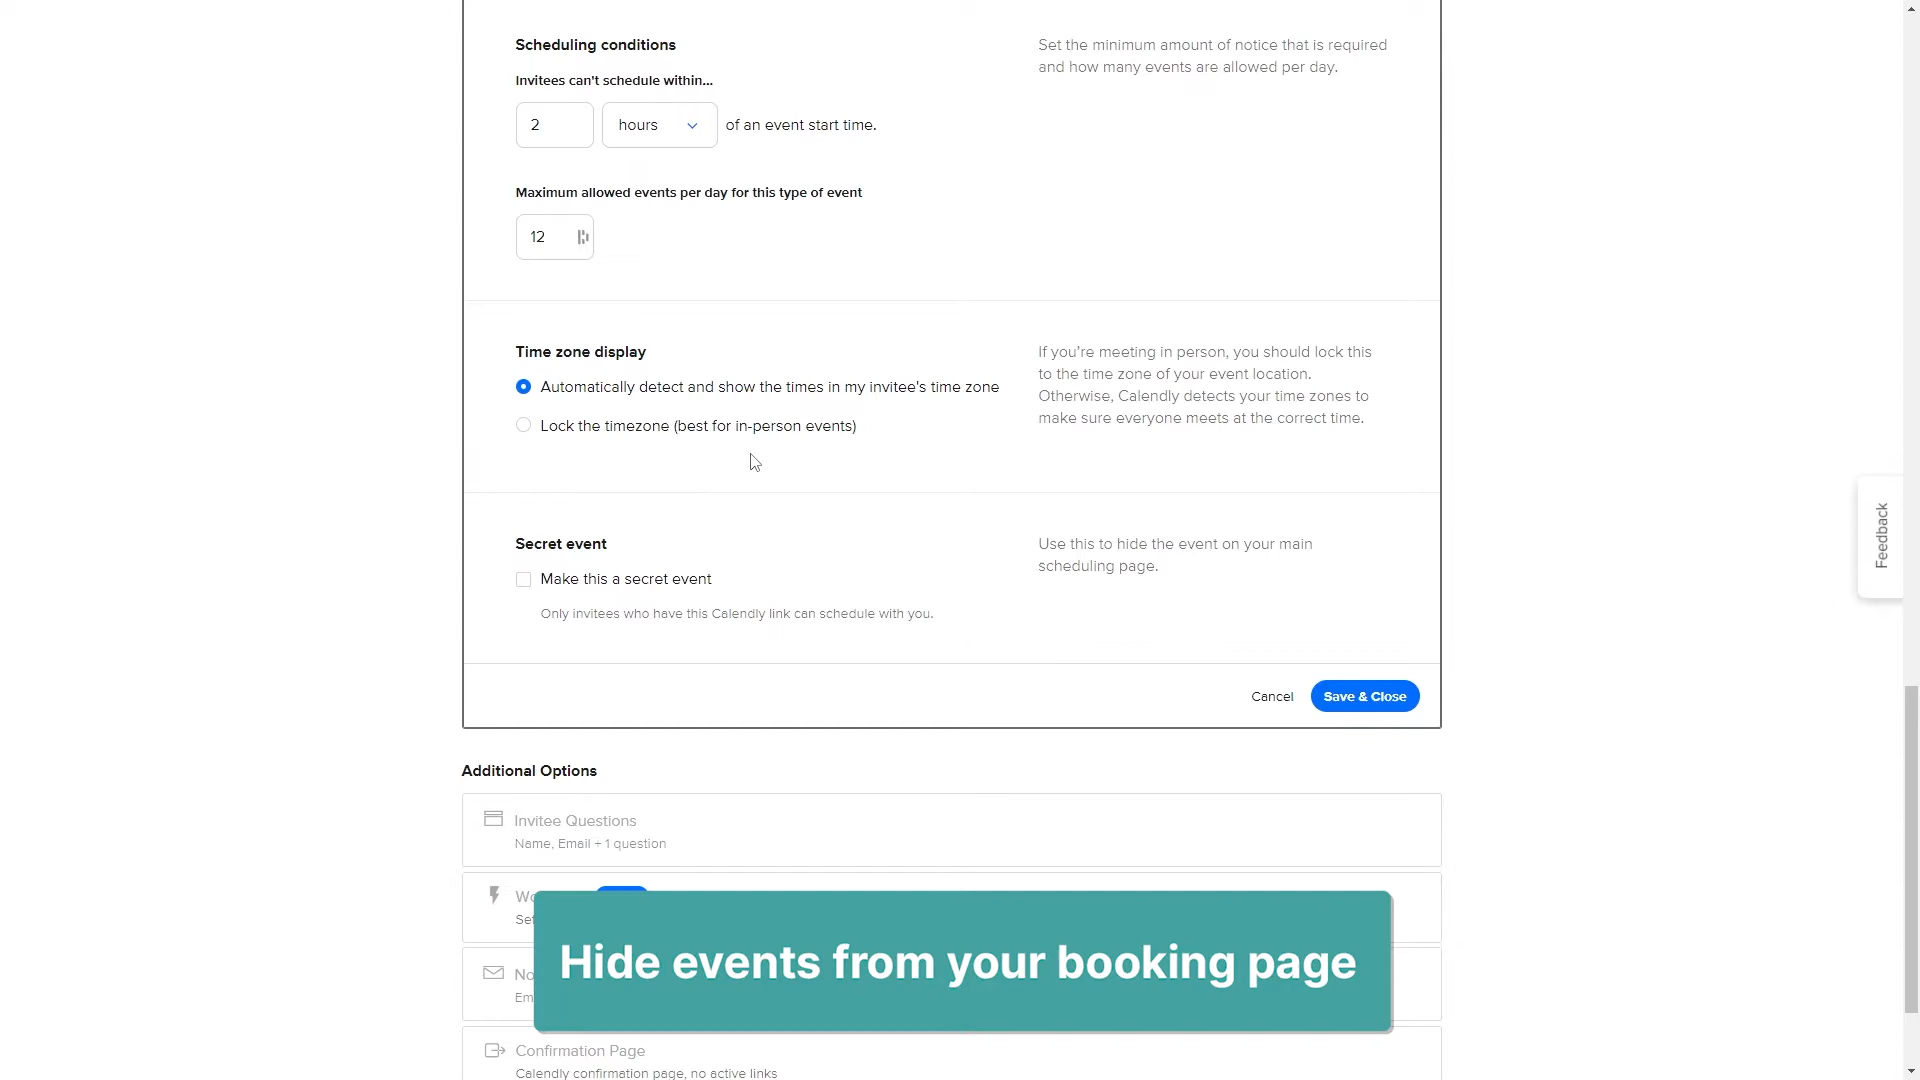 Scheduling conditions
Set the minimum amount of notice that is required
and how many events are allowed per day.
Invitees can't schedule within...
2 hours of an event start time.
Maximum allowed events per day for this type of event
12
Time zone display
Automatically detect and show the times in my invitee's time zone
Lock the timezone (best for in-person events)
If you're meeting in person, you should lock this
to the time zone of your event location.
Otherwise, Calendly detects your time zones to
make sure everyone meets at the correct time.
Feedback
Secret event
Make this a secret event
Only invitees who have this Calendly link can schedule with you.
Use this to hide the event on your main
scheduling page.
Cancel
Save & Close
Additional Options
Invitee Questions
Name, Email + 1 question
Hide events from your booking page
Confirmation Page
Calendly confirmation page, no active links